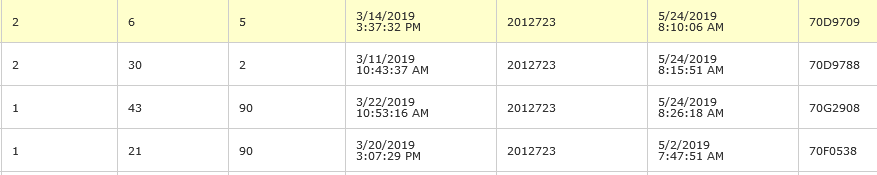 2 6 5 3/14/2019 3:37:32 PM 2012723 5/24/2019 8:10:06 AM 70D9709
2 30 2 3/11/2019 10:43:37 AM 2012723 5/24/2019 8:15:51 AM 70D9788
1 43 90 3/22/2019 10:53:16 AM 2012723 5/24/2019 8:26:18 AM 70G2908
1 21 90 3/20/2019 3:07:29 PM 2012723 5/2/2019 7:47:51 AM 70F0538